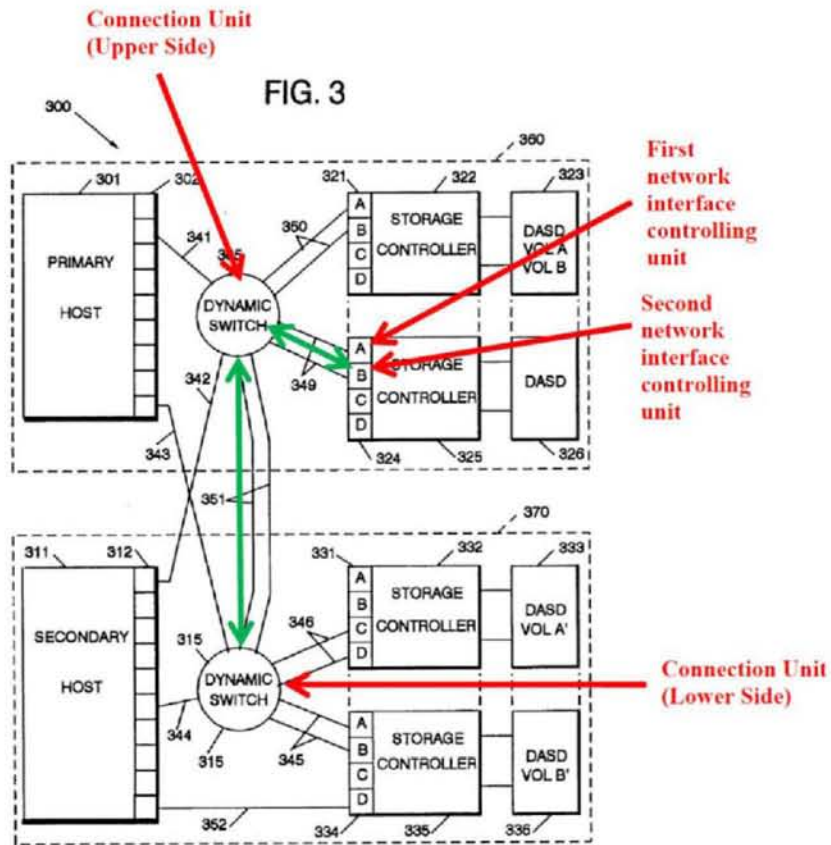 Connection Unit
(Upper Side)
FIG. 3
300
360
301
302
321
322
323
First
network
interface
controlling
unit
PRIMARY
HOST
341
350
A
B
C
D
STORAGE
CONTROLLER
DASD
VOL A
VOL B
DYNAMIC
SWITCH
Second
network
interface
controlling
unit
342
349
A
B
C
D
STORAGE
CONTROLLER
DASD
343
324
325
326
351
370
311
312
331
332
333
SECONDARY
HOST
A
B
C
D
STORAGE
CONTROLLER
DASD
VOL A'
346
315
DYNAMIC
SWITCH
Connection Unit
(Lower Side)
344
315
345
A
B
C
D
STORAGE
CONTROLLER
DASD
VOL B'
352
334
335
336